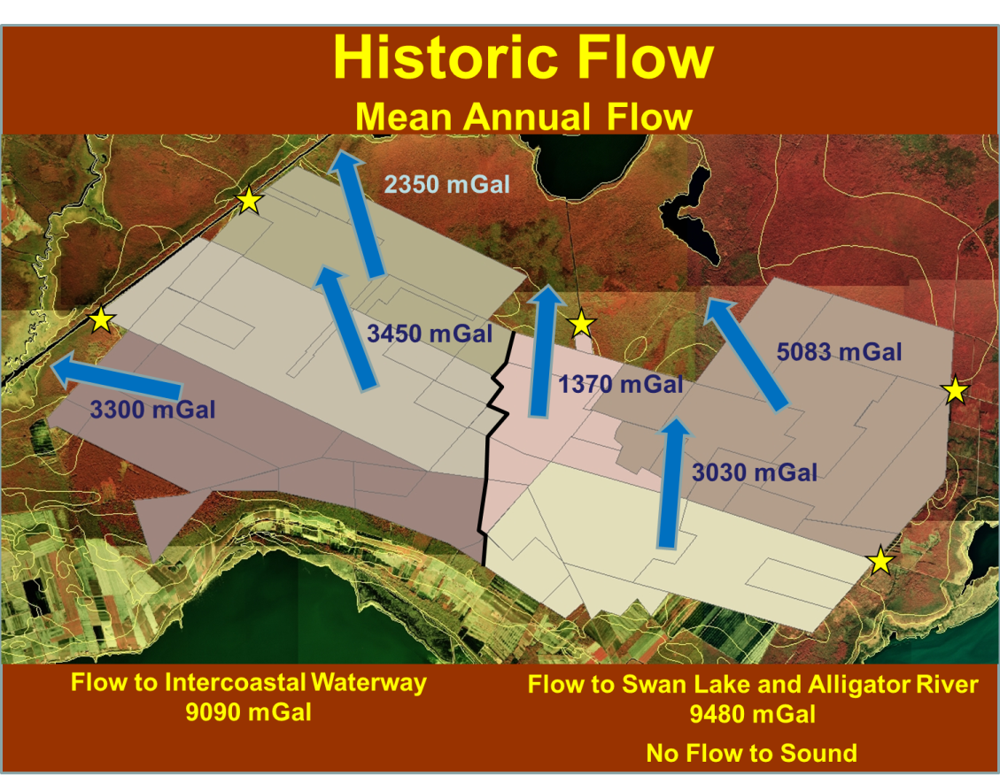 Historic Flow
Mean Annual Flow
2350 mGal
3450 mGal
5083 mGal
1370 mGal
3300 mGal
3030 mGal
Flow to Intercoastal Waterway
9090 mGal
Flow to Swan Lake and Alligator River
9480 mGal
No Flow to Sound